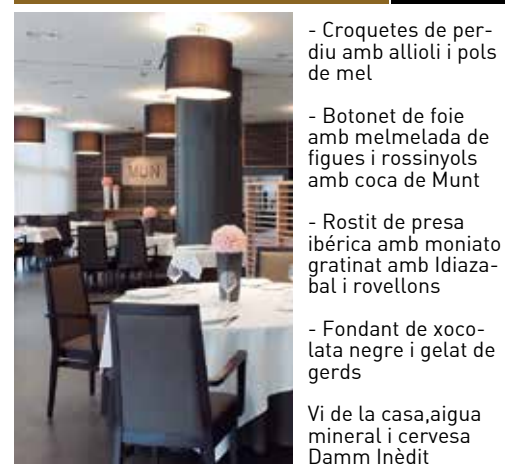 MUN
- Croquetes de per-
diu amb allioli i pols
de mel
- Botonet de foie
amb melmelada de
figues i rossinyols
amb coca de Munt
- Rostit de presa
ibérica amb moniato
gratinat amb Idiaza-
bal i rovellons
- Fondant de xoco-
lata negre i gelat de
gerds
Vi de la casa,aigua
mineral i cervesa
Damm Inèdit